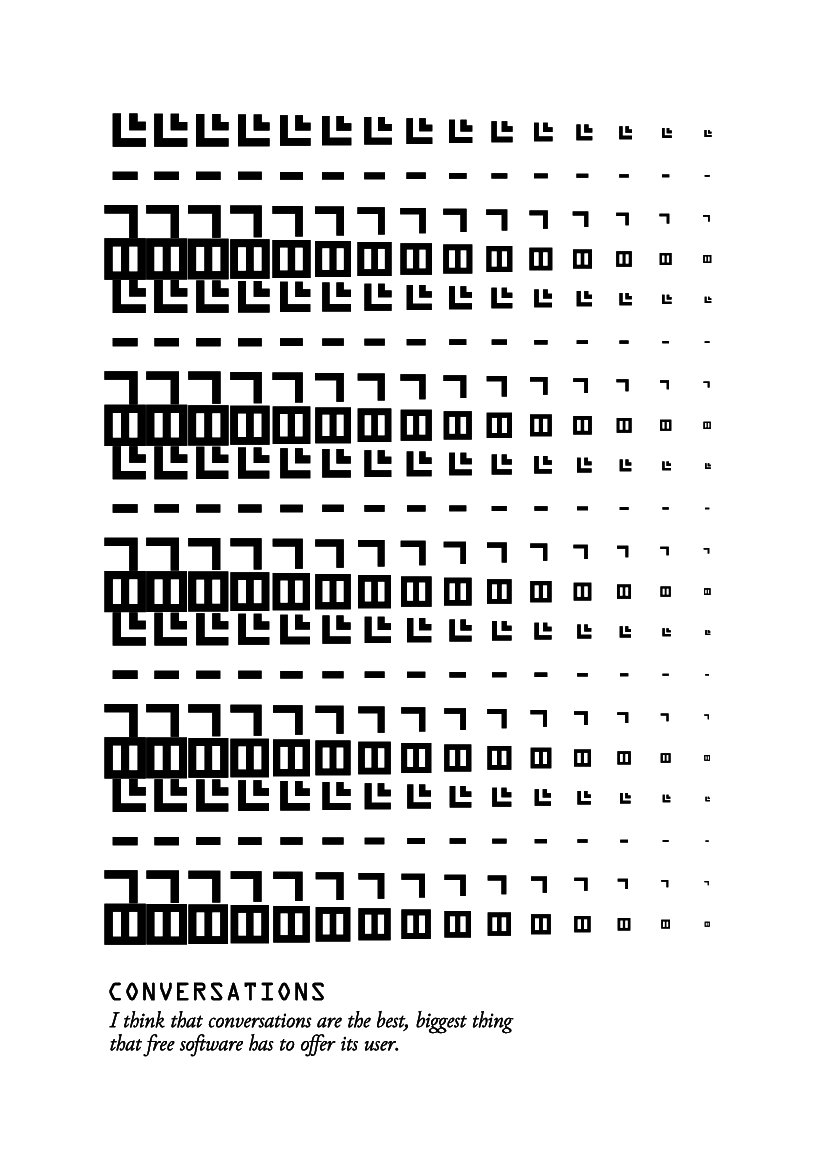 CONVERSATIONS
I think that conversations are the best, biggest thing
that free software has to offer its user.